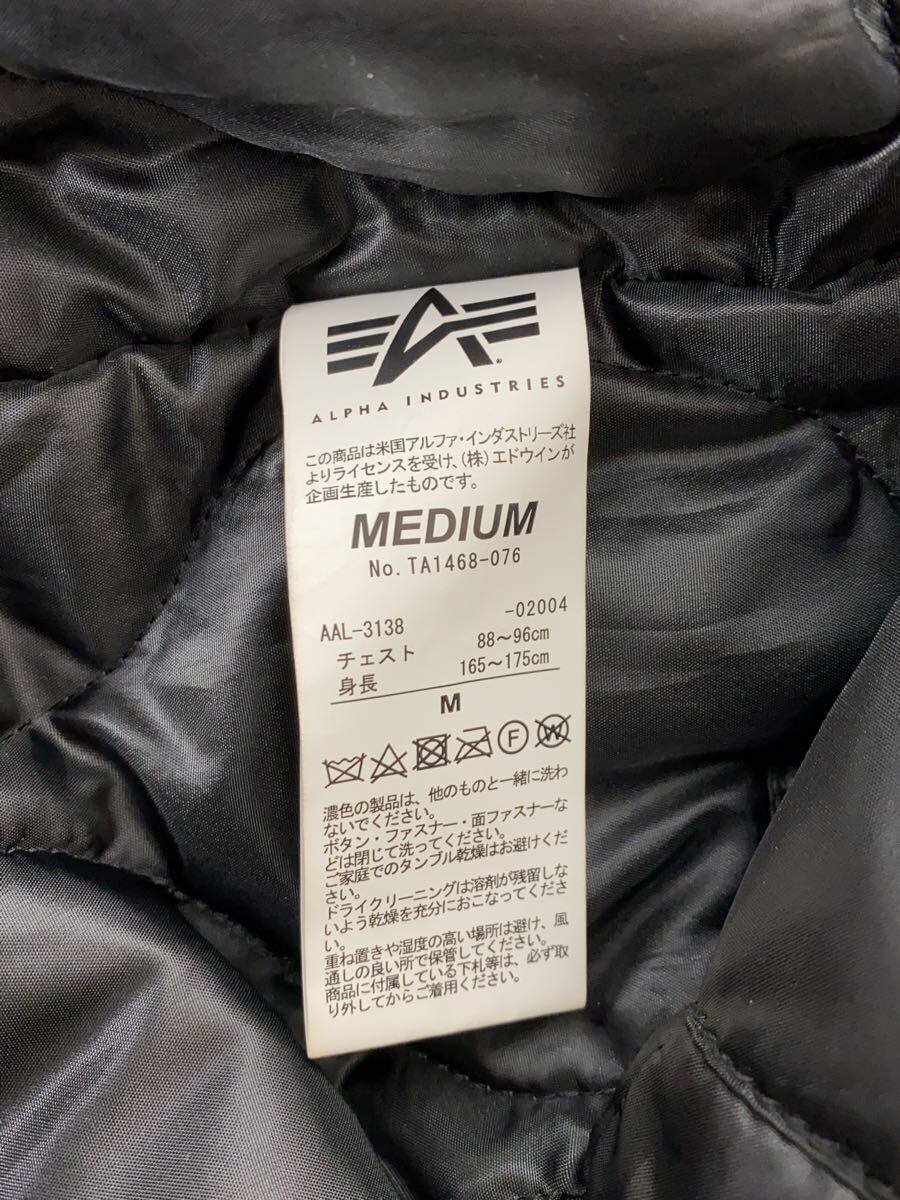 ALPHA INDUSTRIES
この商品は米国アルファ・インダストリーズ社
よりライセンスを受け、(株)エドウインが
企画生産したものです。
MEDIUM
No. TA1468-076
AAL-3138 -02004
チェスト 88~96cm
身長 165~175cm
M
F W
濃色の製品は、他のものと一緒に洗わ
ないでください。
ボタン・ファスナー・面ファスナーな
どは閉じて洗ってください。
ご家庭でのタンブル乾燥はお避けくだ
さい。
ドライクリーニングは溶剤が残留しな
いよう乾燥を充分におこなってくださ
い。
重ね置きや湿度の高い場所は避け、風
通しの良い所で保管してください。
商品に付属している下札等は、必ず取
り外してからご着用ください。